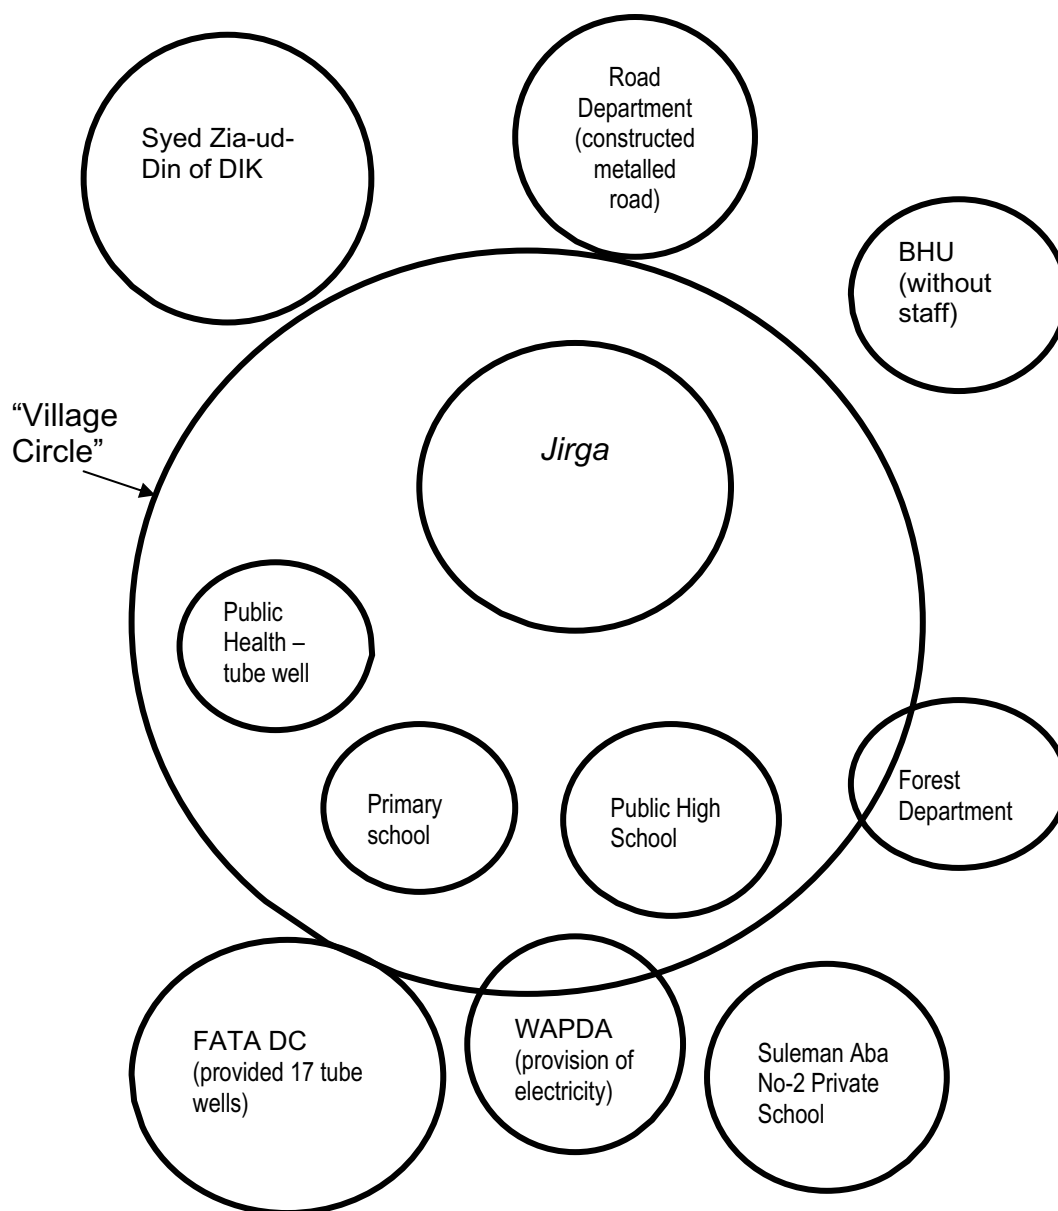 Syed Zia-ud-
Din of DIK
Road
Department
(constructed
metalled
road)
BHU
(without
staff)
“Village
Circle”
Jirga
Public
Health –
tube well
Primary
school
Public High
School
Forest
Department
FATA DC
(provided 17 tube
wells)
WAPDA
(provision of
electricity)
Suleman Aba
No-2 Private
School